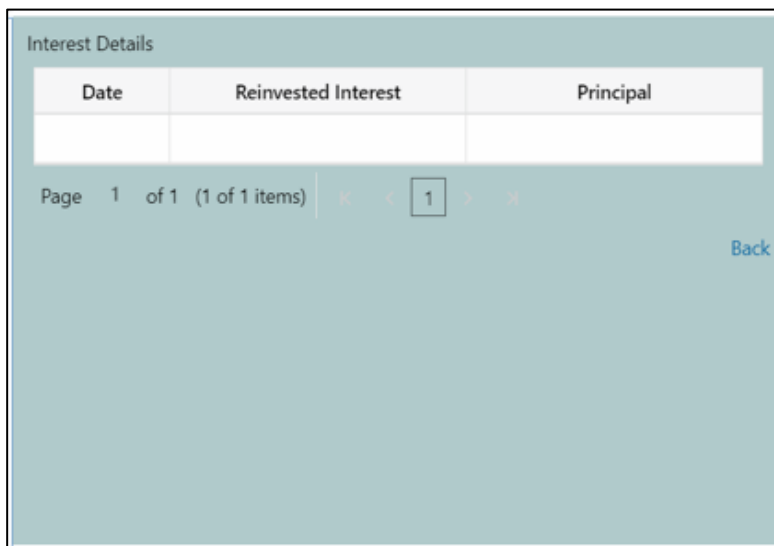 Interest Details
Date Reinvested Interest Principal
Page 1 of 1 (1 of 1 items) 1
Back